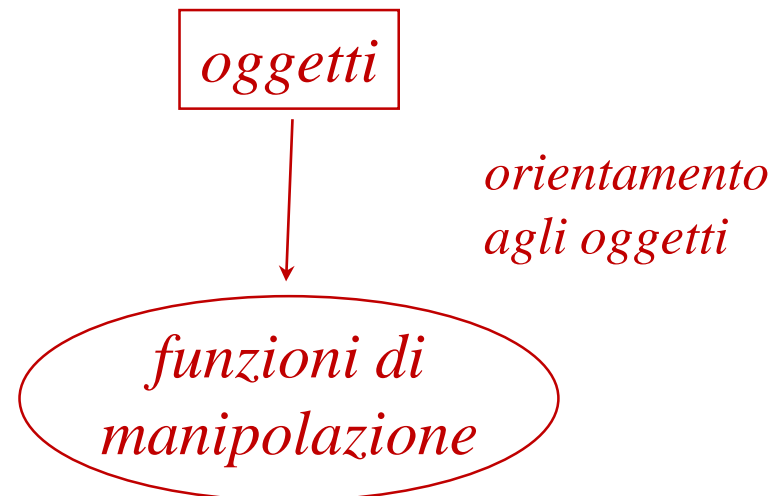 oggetti
orientamento
agli oggetti
funzioni di
manipolazione